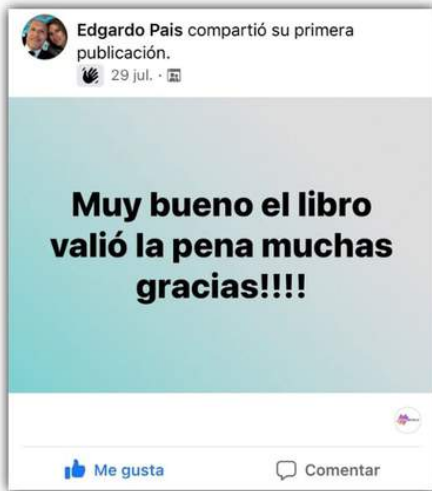 Edgardo Pais compartió su primera
publicación.
29 jul. ·
Muy bueno el libro
valió la pena muchas
gracias!!!!
Me gusta
Comentar